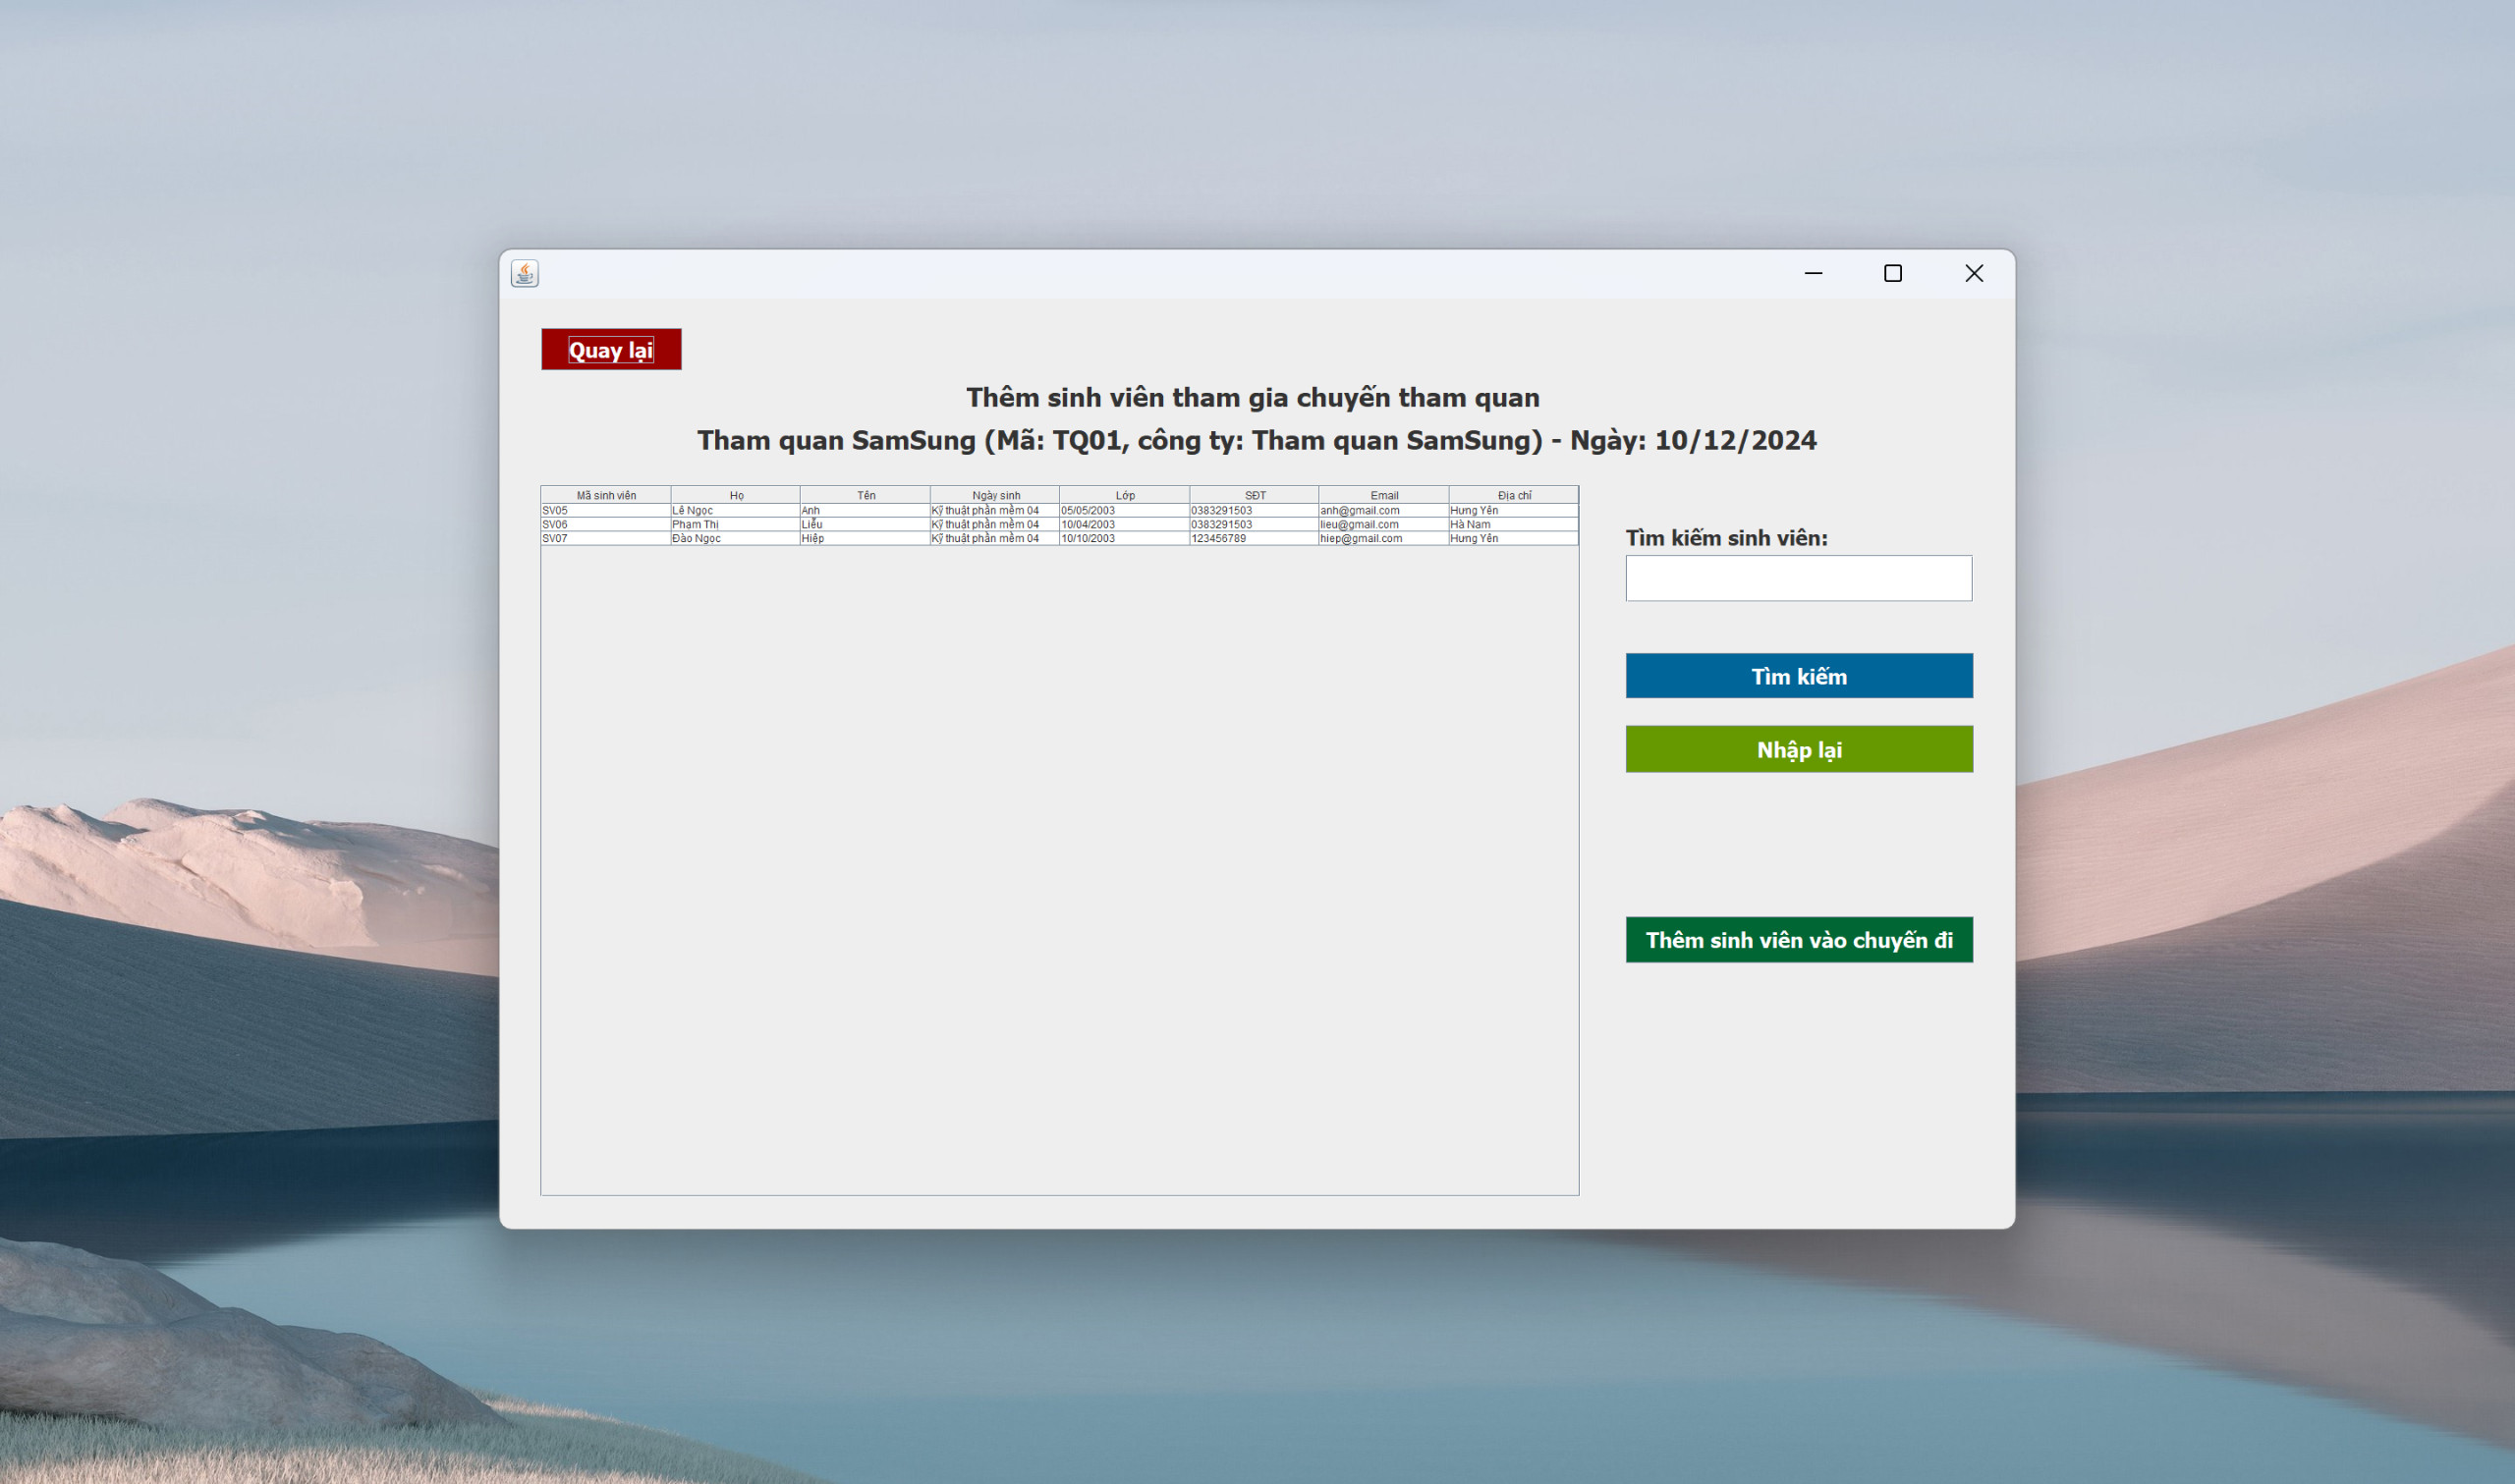 Quay lại
Thêm sinh viên tham gia chuyến tham quan
Tham quan SamSung (Mã: TQ01, công ty: Tham quan SamSung) - Ngày: 10/12/2024
Mã sinh viên Họ Tên Ngày sinh Lớp SĐT Email Địa chỉ
SV05 Lê Ngọc Anh Kỹ thuật phần mềm 04 05/05/2003 0383291503 anh@gmail.com Hưng Yên
SV06 Phạm Thị Liễu Kỹ thuật phần mềm 04 10/04/2003 0383291503 lieu@gmail.com Hà Nam
SV07 Đào Ngọc Hiệp Kỹ thuật phần mềm 04 10/10/2003 123456789 hiep@gmail.com Hưng Yên
Tìm kiếm sinh viên:
Tìm kiếm
Nhập lại
Thêm sinh viên vào chuyến đi